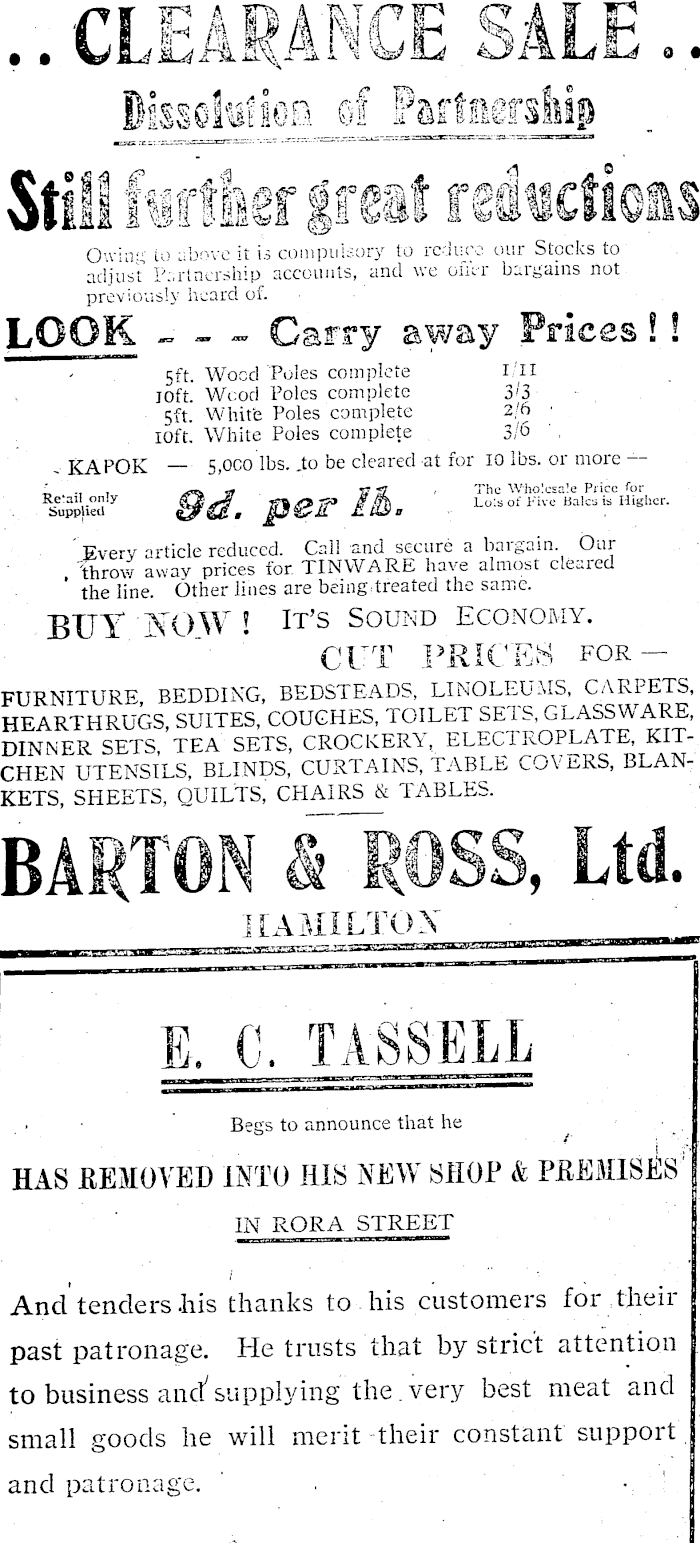 . . CLEARANCE SALE . .
Dissolution of Partnership
Still further great reductions
Owing to above it is compulsory to reduce our Stocks to
adjust Partnership accounts, and we offer bargains not
previously heard of.
LOOK - - - Carry away Prices!!
5ft. Wood Poles complete 1/11
10ft. Wood Poles complete 3/3
5ft. White Poles complete 2/6
10ft. White Poles complete 3/6
KAPOK — 5,000 lbs. to be cleared at for 10 lbs. or more —
Retail only
Supplied
9d. per lb.
The Wholesale Price for
Lots of Five Bales is Higher.
Every article reduced. Call and secure a bargain. Our
throw away prices for TINWARE have almost cleared
the line. Other lines are being treated the same.
BUY NOW! IT'S SOUND ECONOMY.
CUT PRICES FOR —
FURNITURE, BEDDING, BEDSTEADS, LINOLEUMS, CARPETS,
HEARTHRUGS, SUITES, COUCHES, TOILET SETS, GLASSWARE,
DINNER SETS, TEA SETS, CROCKERY, ELECTROPLATE, KIT-
CHEN UTENSILS, BLINDS, CURTAINS, TABLE COVERS, BLAN-
KETS, SHEETS, QUILTS, CHAIRS & TABLES.
BARTON & ROSS, Ltd.
HAMILTON
E. C. TASSELL
Begs to announce that he
HAS REMOVED INTO HIS NEW SHOP & PREMISES
IN RORA STREET
And tenders his thanks to his customers for their
past patronage. He trusts that by strict attention
to business and supplying the very best meat and
small goods he will merit their constant support
and patronage.